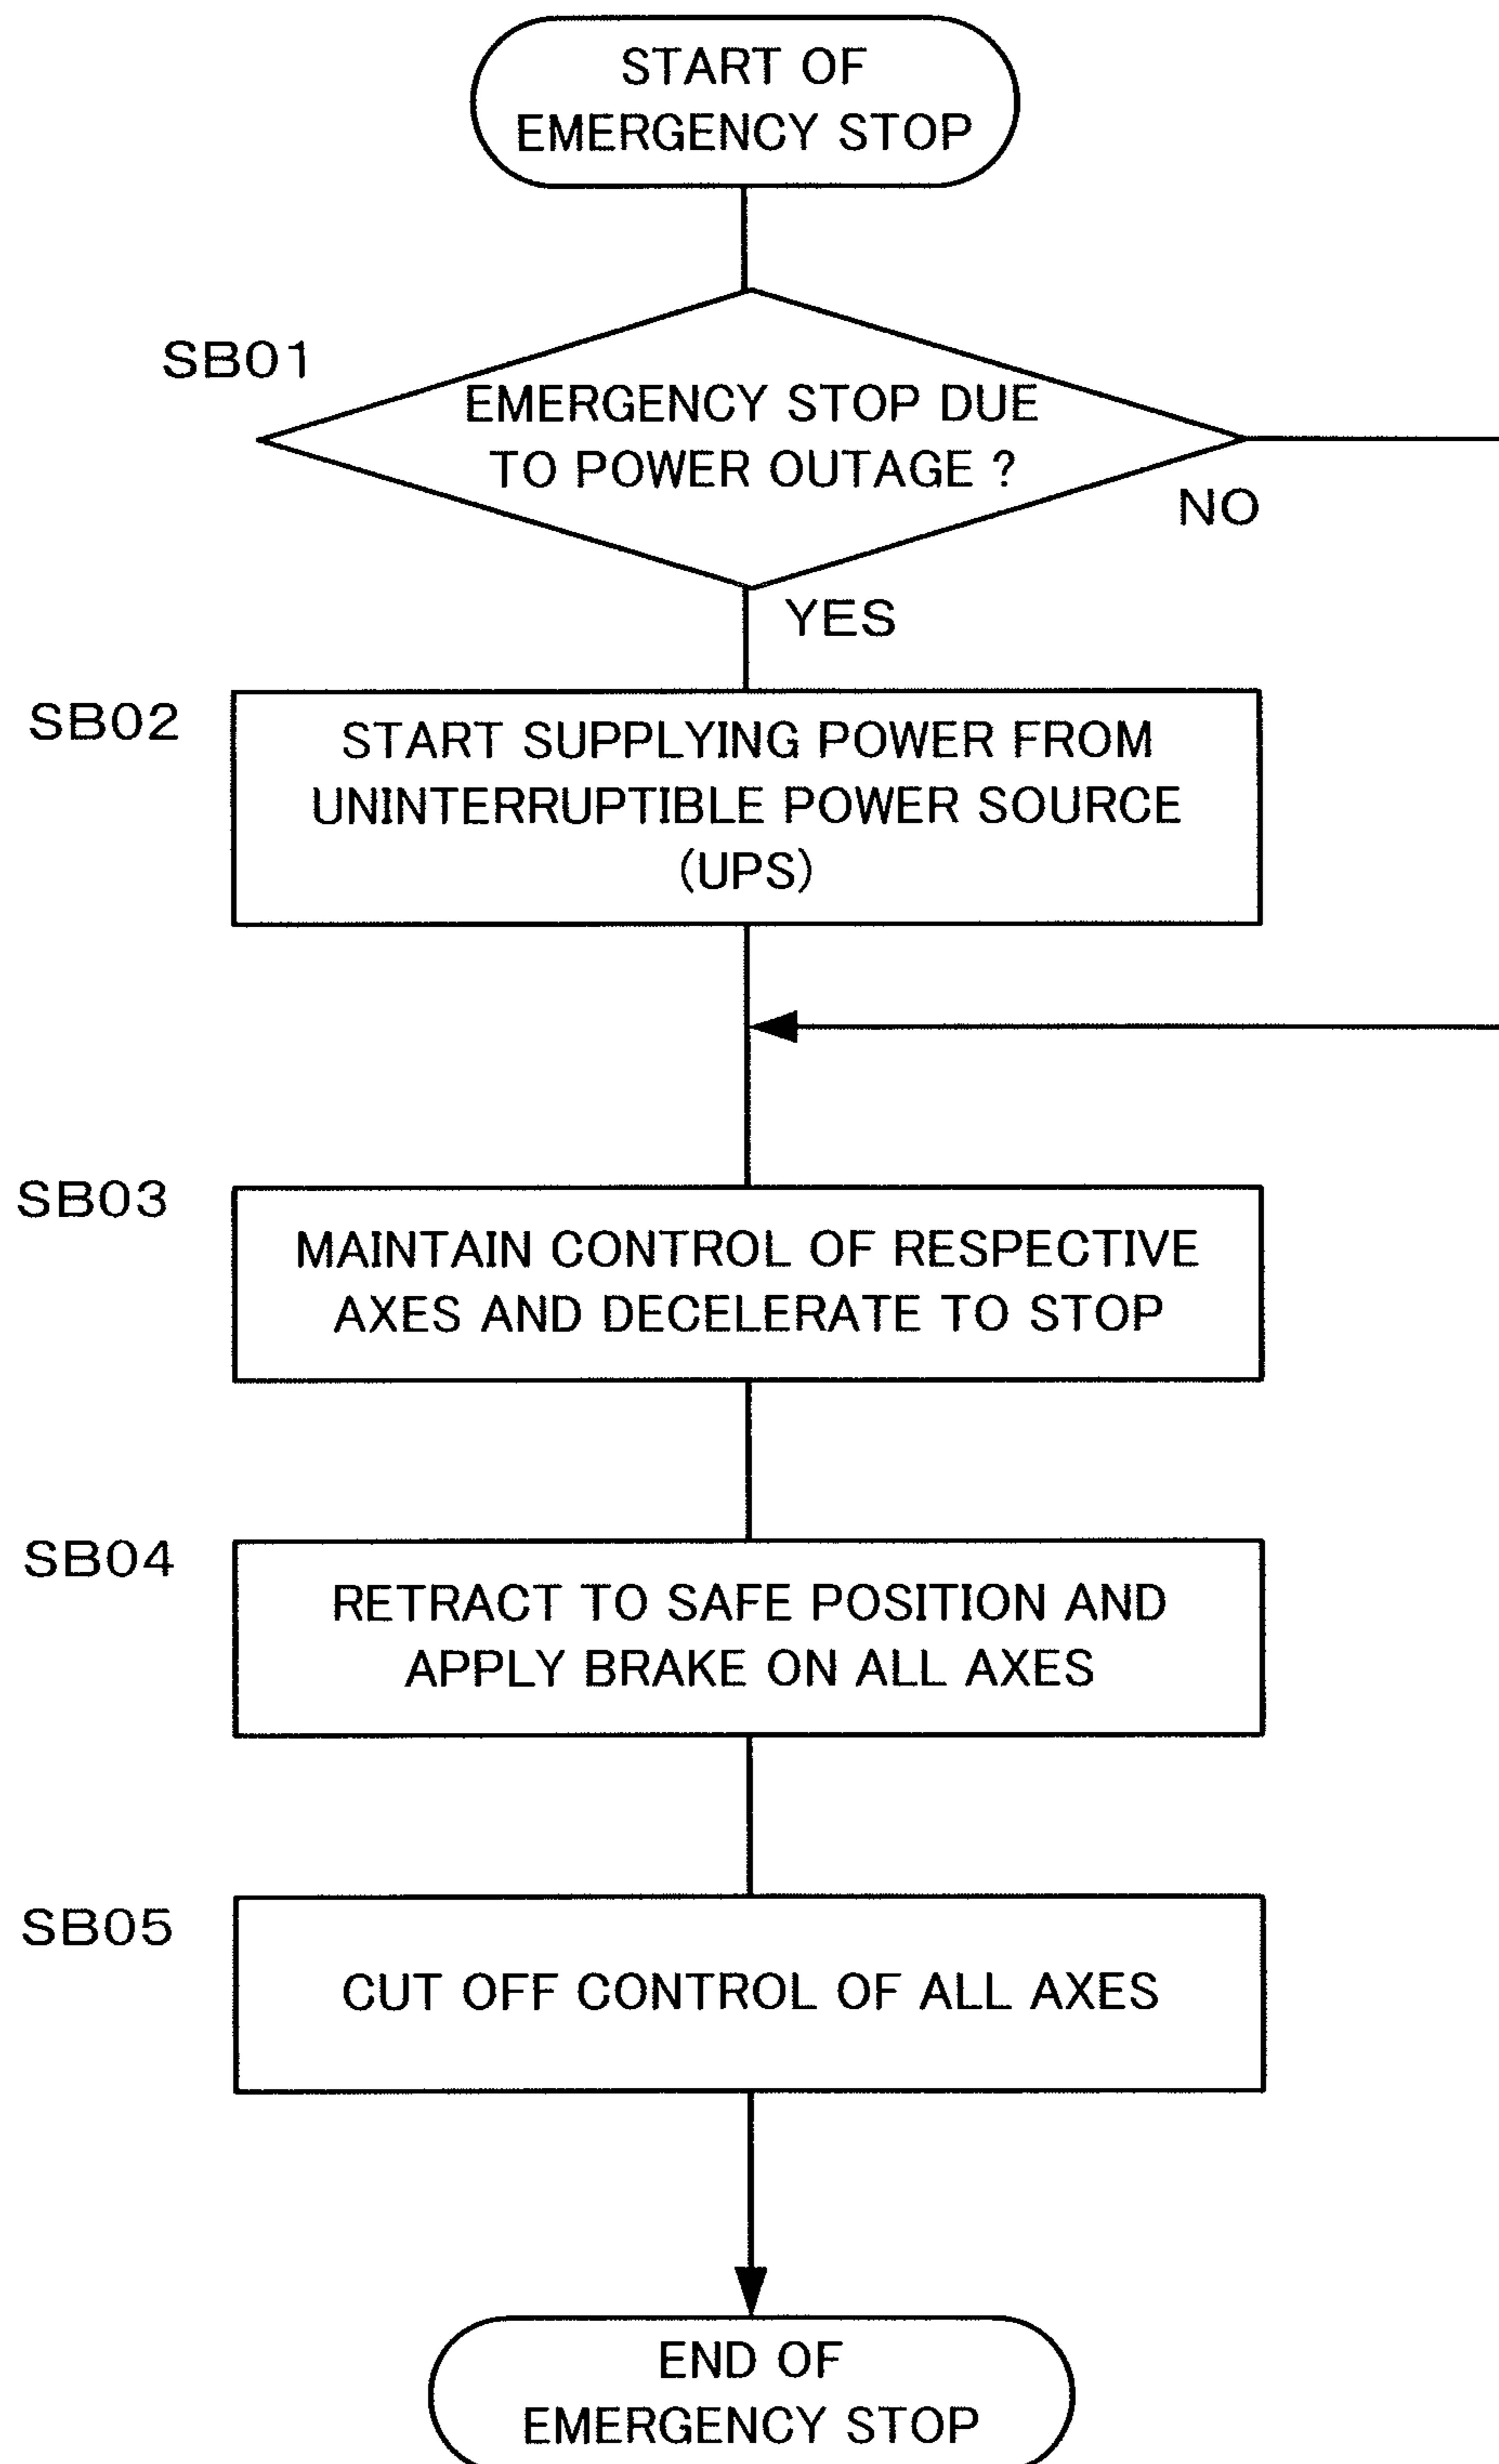 START OF
EMERGENCY STOP
SB01
EMERGENCY STOP DUE
TO POWER OUTAGE ?
NO
YES
SB02
START SUPPLYING POWER FROM
UNINTERRUPTIBLE POWER SOURCE
(UPS)
SB03
MAINTAIN CONTROL OF RESPECTIVE
AXES AND DECELERATE TO STOP
SB04
RETRACT TO SAFE POSITION AND
APPLY BRAKE ON ALL AXES
SB05
CUT OFF CONTROL OF ALL AXES
END OF
EMERGENCY STOP